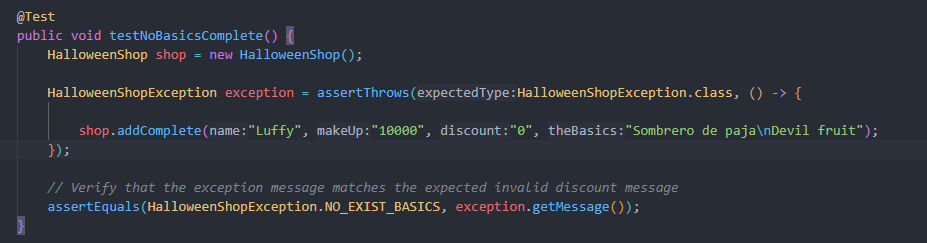 @Test
public void testNoBasicsComplete() {
HalloweenShop shop = new HalloweenShop();
HalloweenShopException exception = assertThrows(expectedType:HalloweenShopException.class, () -> {
shop.addComplete(name:"Luffy", makeUp:"10000", discount:"0", theBasics:"Sombrero de paja\nDevil fruit");
});
// Verify that the exception message matches the expected invalid discount message
assertEquals(HalloweenShopException.NO_EXIST_BASICS, exception.getMessage());
}